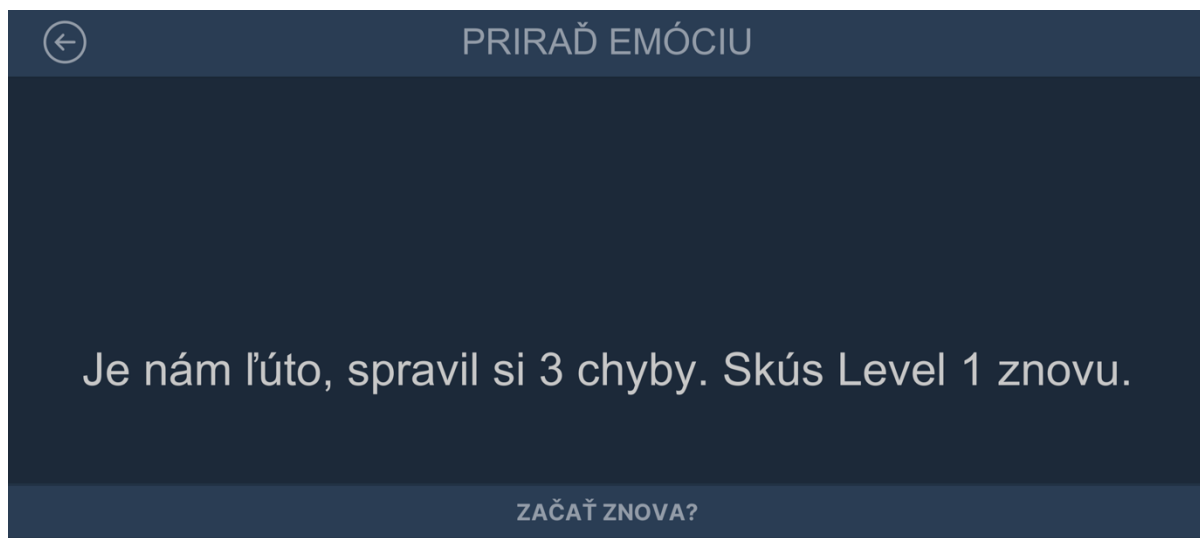 PRIRAĎ EMÓCIU
Je nám ľúto, spravil si 3 chyby. Skús Level 1 znovu.
ZAČAŤ ZNOVA?